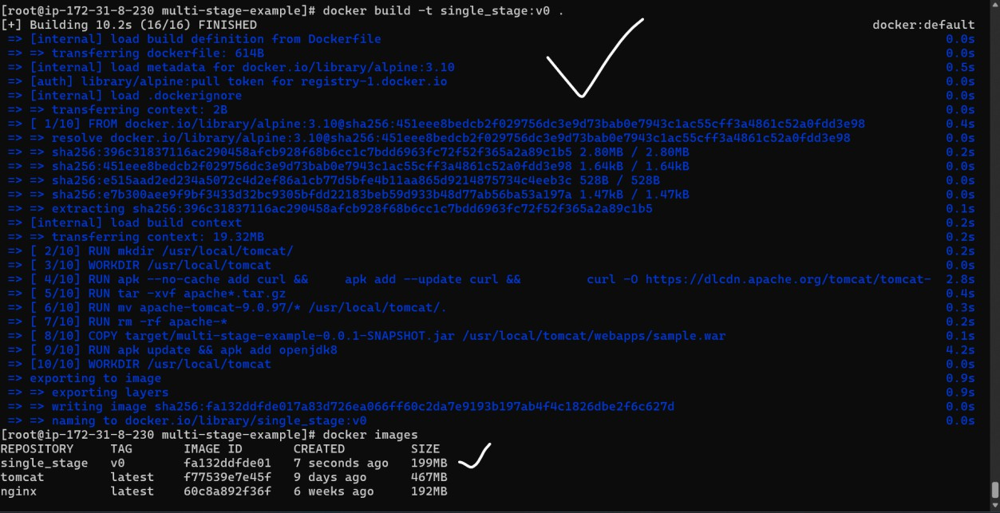 [root@ip-172-31-8-230 multi-stage-example]# docker build -t single_stage:v0 .
[+] Building 10.2s (16/16) FINISHED docker:default
=> [internal] load build definition from Dockerfile 0.0s
=> => transferring dockerfile: 614B 0.0s
=> [internal] load metadata for docker.io/library/alpine:3.10 0.5s
=> [auth] library/alpine:pull token for registry-1.docker.io 0.0s
=> [internal] load .dockerignore 0.0s
=> => transferring context: 2B 0.0s
=> [ 1/10] FROM docker.io/library/alpine:3.10@sha256:451eee8bedcb2f029756dc3e9d73bab0e7943c1ac55cff3a4861c52a0fdd3e98 0.4s
=> => resolve docker.io/library/alpine:3.10@sha256:451eee8bedcb2f029756dc3e9d73bab0e7943c1ac55cff3a4861c52a0fdd3e98 0.0s
=> => sha256:396c31837116ac290458afcb928f68b6cc1c7bdd6963fc72f52f365a2a89c1b5 2.80MB / 2.80MB 0.2s
=> => sha256:451eee8bedcb2f029756dc3e9d73bab0e7943c1ac55cff3a4861c52a0fdd3e98 1.64kB / 1.64kB 0.0s
=> => sha256:e515aad2ed234a5072c4d2ef86a1cb77d5bfe4b11aa865d9214875734c4eeb3c 528B / 528B 0.0s
=> => sha256:e7b300aee9f9bf3433d32bc9305bfdd22183beb59d933b48d77ab56ba53a197a 1.47kB / 1.47kB 0.0s
=> => extracting sha256:396c31837116ac290458afcb928f68b6cc1c7bdd6963fc72f52f365a2a89c1b5 0.1s
=> [internal] load build context 0.2s
=> => transferring context: 19.32MB 0.2s
=> [ 2/10] RUN mkdir /usr/local/tomcat/ 0.2s
=> [ 3/10] WORKDIR /usr/local/tomcat 0.0s
=> [ 4/10] RUN apk --no-cache add curl && apk add --update curl && curl -O https://dlcdn.apache.org/tomcat/tomcat- 2.8s
=> [ 5/10] RUN tar -xvf apache*.tar.gz 0.4s
=> [ 6/10] RUN mv apache-tomcat-9.0.97/* /usr/local/tomcat/. 0.3s
=> [ 7/10] RUN rm -rf apache-* 0.2s
=> [ 8/10] COPY target/multi-stage-example-0.0.1-SNAPSHOT.jar /usr/local/tomcat/webapps/sample.war 0.1s
=> [ 9/10] RUN apk update && apk add openjdk8 4.2s
=> [10/10] WORKDIR /usr/local/tomcat 0.0s
=> exporting to image 0.9s
=> => exporting layers 0.9s
=> => writing image sha256:fa132ddfde017a83d726ea066ff60c2da7e9193b197ab4f4c1826dbe2f6c627d 0.0s
=> => naming to docker.io/library/single_stage:v0 0.0s
[root@ip-172-31-8-230 multi-stage-example]# docker images
REPOSITORY TAG IMAGE ID CREATED SIZE
single_stage v0 fa132ddfde01 7 seconds ago 199MB
tomcat latest f77539e7e45f 9 days ago 467MB
nginx latest 60c8a892f36f 6 weeks ago 192MB